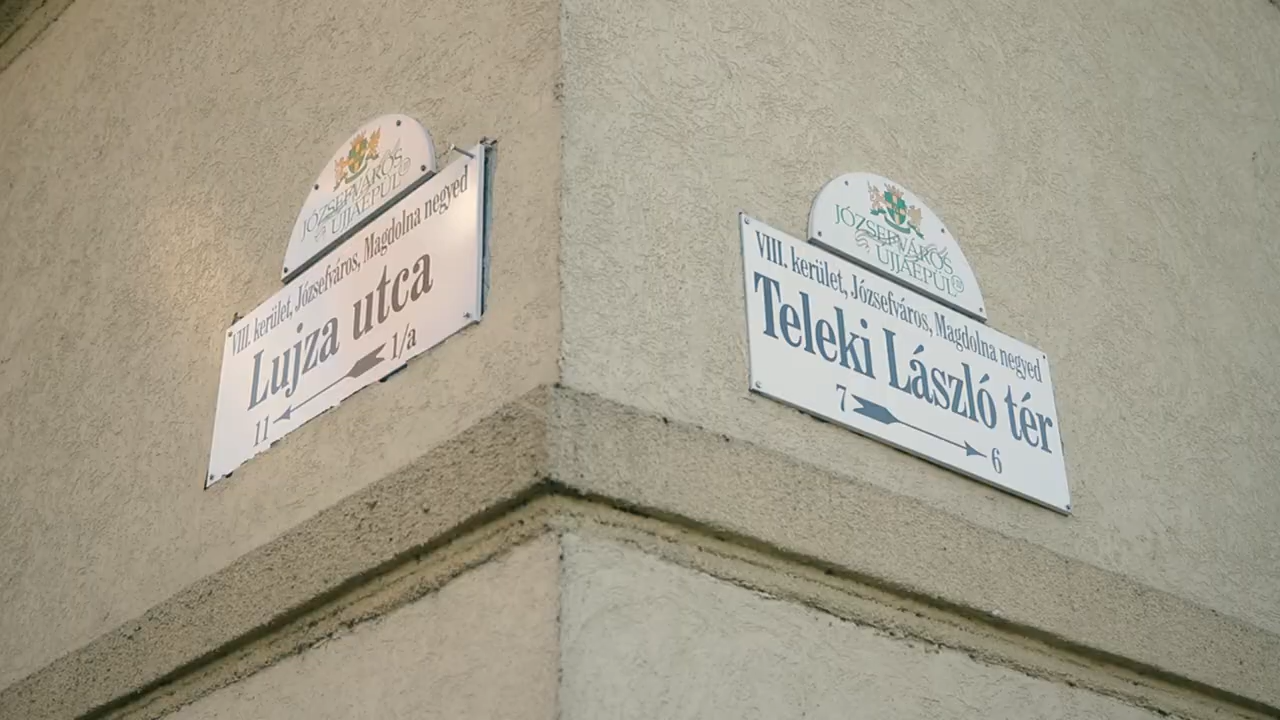 JÓZSEFVÁROS
ÚJJÁÉPÜL
VIII. kerület, Józsefváros, Magdolna negyed
Lujza utca
11 1/a
JÓZSEFVÁROS
ÚJJÁÉPÜL
VIII. kerület, Józsefváros, Magdolna negyed
Teleki László tér
7 6